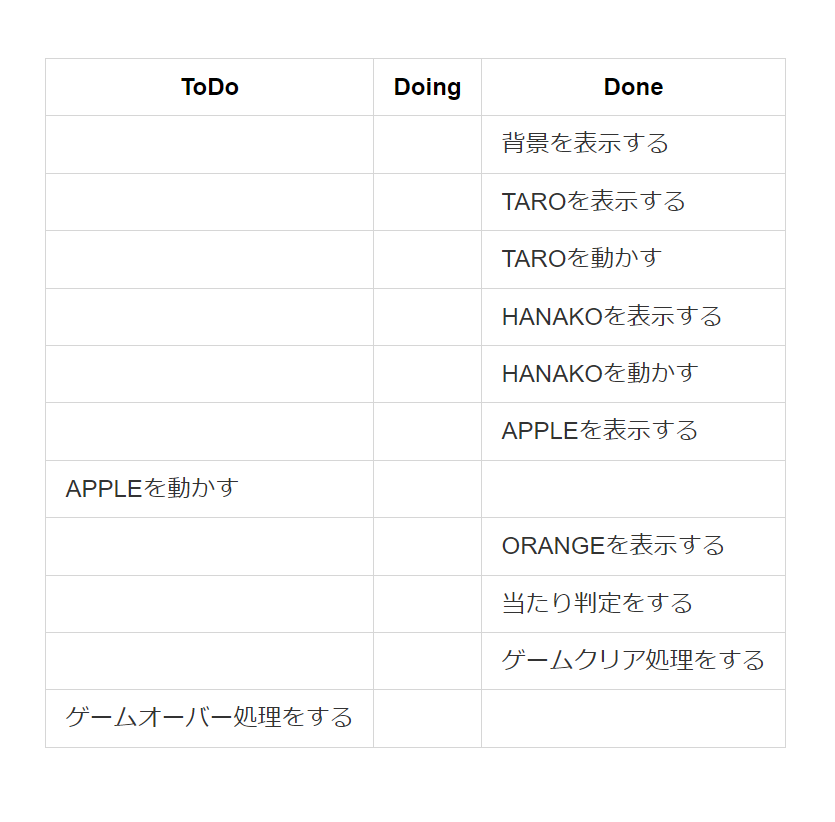 ToDo Doing Done
背景を表示する
TAROを表示する
TAROを動かす
HANAKOを表示する
HANAKOを動かす
APPLEを表示する
APPLEを動かす
ORANGEを表示する
当たり判定をする
ゲームクリア処理をする
ゲームオーバー処理をする